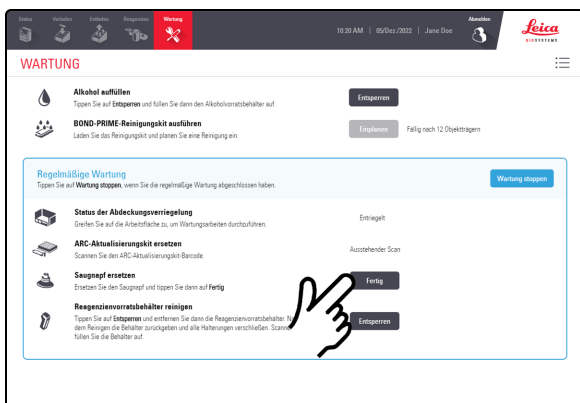 Status Vorladen Entladen Reagenzien Wartung Abmelden
10:20 AM | 05/Dez./2022 | Jane Doe
Leica
BIOSYSTEMS
WARTUNG
Alkohol auffüllen
Tippen Sie auf Entsperren und füllen Sie dann den Alkoholvorratsbehälter auf.
Entsperren
BOND-PRIME-Reinigungskit ausführen
Laden Sie das Reinigungskit und planen Sie eine Reinigung ein.
Einplanen
Fällig nach 12 Objektträgern
Regelmäßige Wartung
Tippen Sie auf Wartung stoppen, wenn Sie die regelmäßige Wartung abgeschlossen haben.
Wartung stoppen
Status der Abdeckungsverriegelung
Greifen Sie auf die Arbeitsfläche zu, um Wartungsarbeiten durchzuführen.
Entriegelt
ARC-Aktualisierungskit ersetzen
Scannen Sie den ARC-Aktualisierungskit-Barcode.
Ausstehender Scan
Saugnapf ersetzen
Ersetzen Sie den Saugnapf und tippen Sie dann auf Fertig
Fertig
Reagenzienvorratsbehälter reinigen
Tippen Sie auf Entsperren und entfernen Sie dann die Reagenzienvorratsbehälter.
dem Reinigen die Behälter zurückgeben und alle Halterungen verschließen.
füllen Sie die Behälter auf.
Entsperren